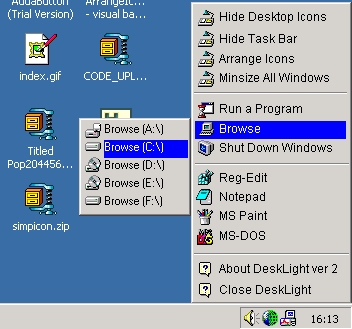 AddaButton
(Trial Version)
ArrangeIc...
- visual ba...
index.gif
CODE_UPL...
Titled
Pop204456...
simpicon.zip
Hide Desktop Icons
Hide Task Bar
Arrange Icons
Minsize All Windows
Run a Program
Browse
Shut Down Windows
Reg-Edit
Notepad
MS Paint
MS-DOS
About DeskLight ver 2
Close DeskLight
Browse (A:\)
Browse (C:\)
Browse (D:\)
Browse (E:\)
Browse (F:\)
16:13